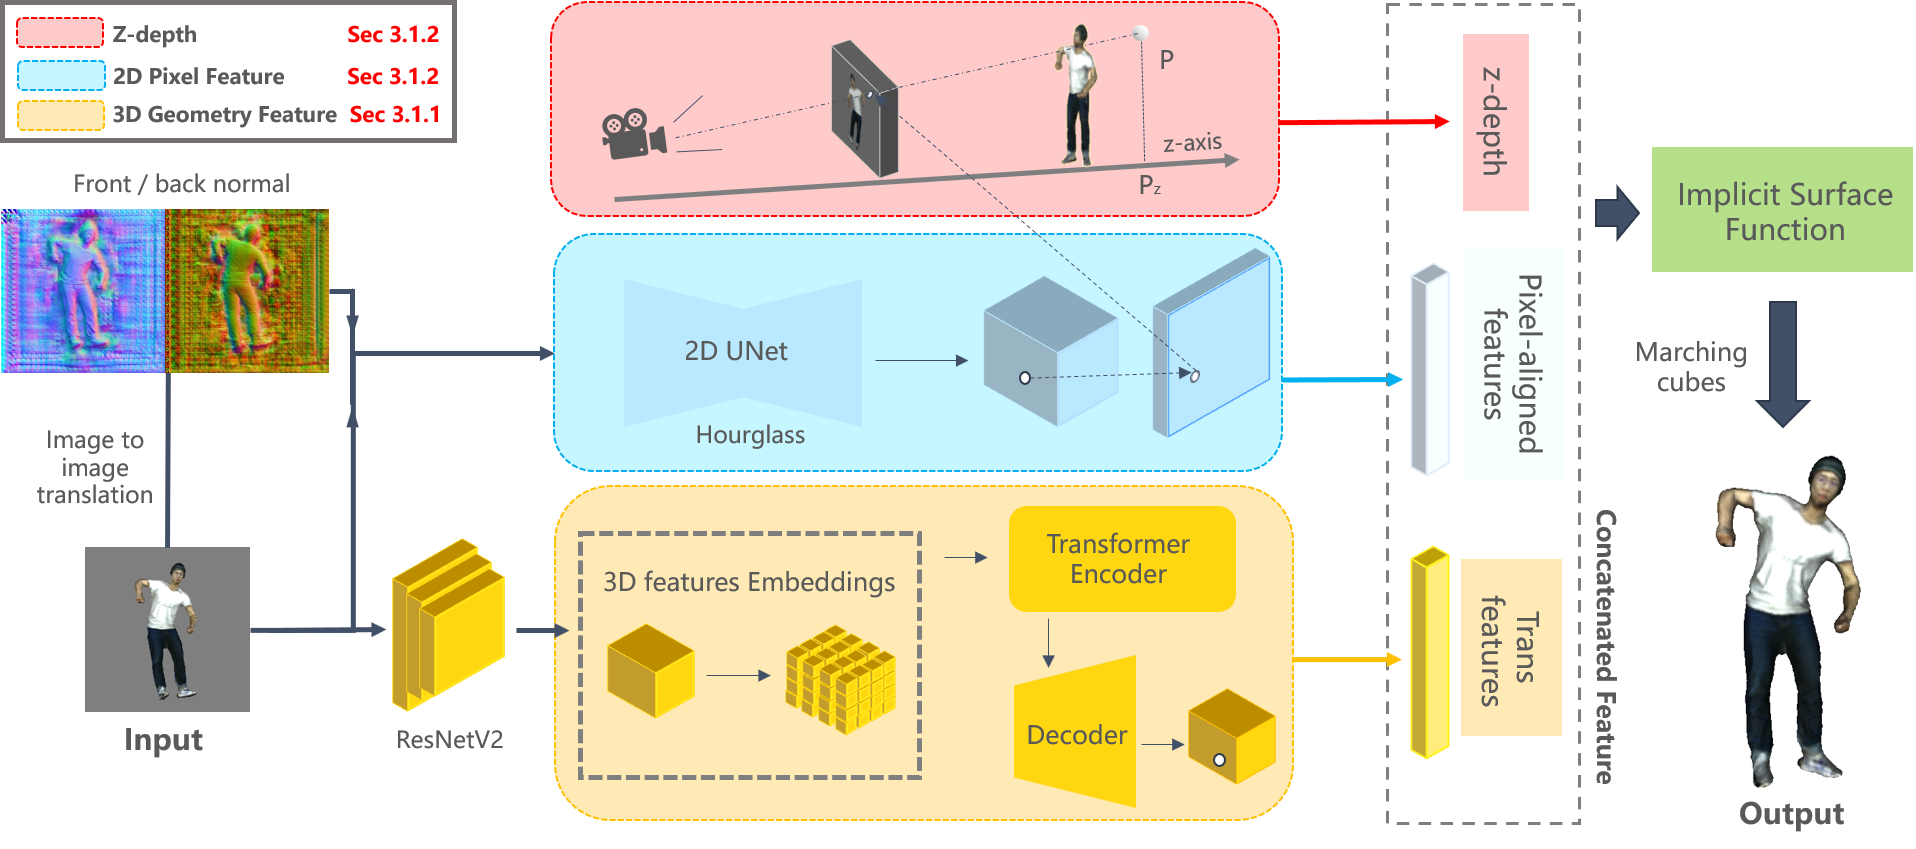 Z-depth Sec 3.1.2
2D Pixel Feature Sec 3.1.2
3D Geometry Feature Sec 3.1.1
Front / back normal
Image to
image
translation
Input
ResNetV2
P
z-axis
Pz
2D UNet
Hourglass
3D features Embeddings
Transformer
Encoder
Decoder
z-depth
Pixel-aligned
features
Trans
features
Concatenated Feature
Implicit Surface
Function
Marching
cubes
Output